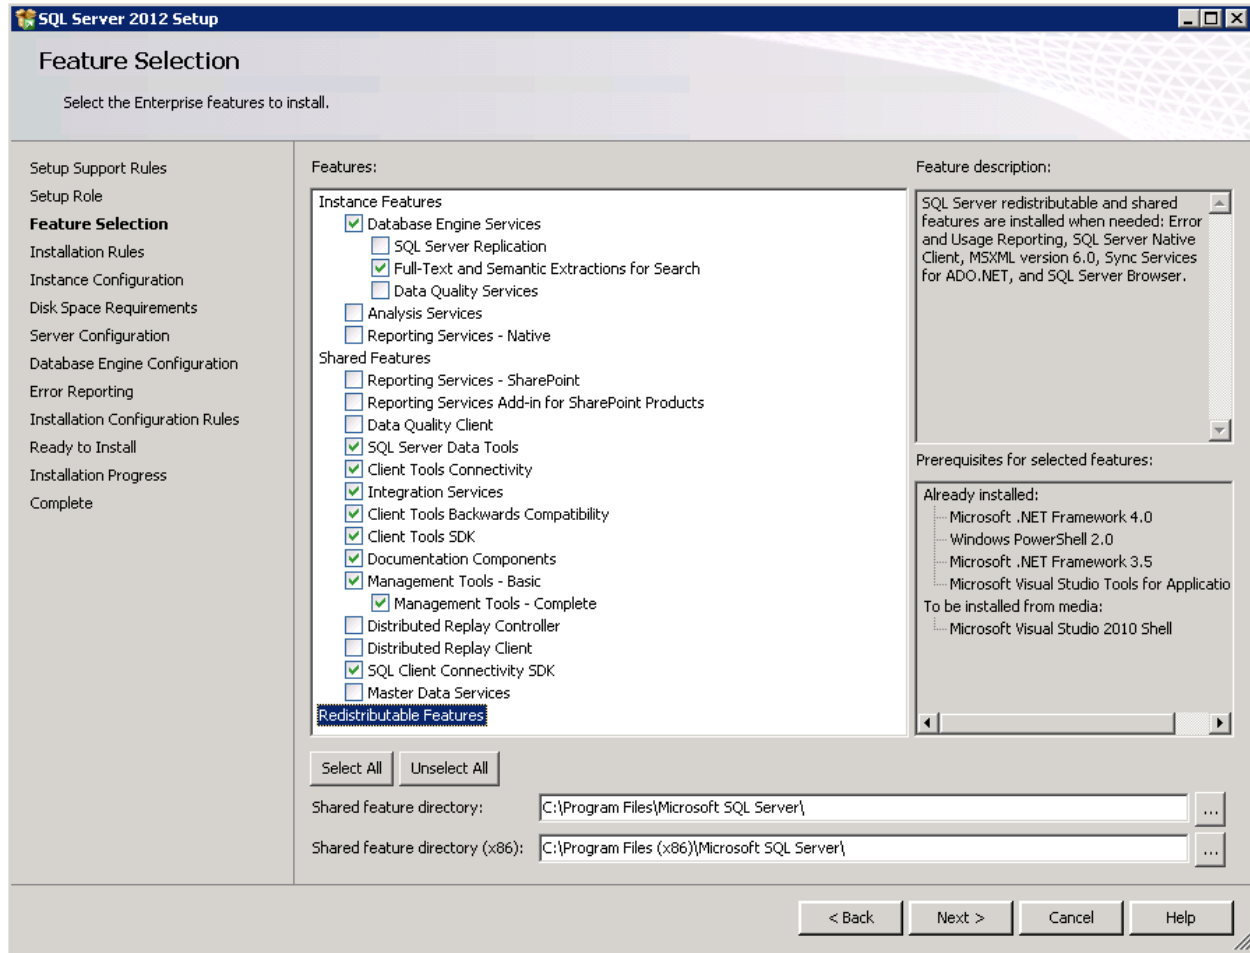 SQL Server 2012 Setup
Feature Selection
Select the Enterprise features to install.
Setup Support Rules
Setup Role
Feature Selection
Installation Rules
Instance Configuration
Disk Space Requirements
Server Configuration
Database Engine Configuration
Error Reporting
Installation Configuration Rules
Ready to Install
Installation Progress
Complete
Features:
Instance Features
Database Engine Services
SQL Server Replication
Full-Text and Semantic Extractions for Search
Data Quality Services
Analysis Services
Reporting Services - Native
Shared Features
Reporting Services - SharePoint
Reporting Services Add-in for SharePoint Products
Data Quality Client
SQL Server Data Tools
Client Tools Connectivity
Integration Services
Client Tools Backwards Compatibility
Client Tools SDK
Documentation Components
Management Tools - Basic
Management Tools - Complete
Distributed Replay Controller
Distributed Replay Client
SQL Client Connectivity SDK
Master Data Services
Redistributable Features
Feature description:
SQL Server redistributable and shared
features are installed when needed: Error
and Usage Reporting, SQL Server Native
Client, MSXML version 6.0, Sync Services
for ADO.NET, and SQL Server Browser.
Prerequisites for selected features:
Already installed:
Microsoft .NET Framework 4.0
Windows PowerShell 2.0
Microsoft .NET Framework 3.5
Microsoft Visual Studio Tools for Applicatio
To be installed from media:
Microsoft Visual Studio 2010 Shell
Select All
Unselect All
Shared feature directory:
C:\Program Files\Microsoft SQL Server\
...
Shared feature directory (x86):
C:\Program Files (x86)\Microsoft SQL Server\
...
< Back
Next >
Cancel
Help